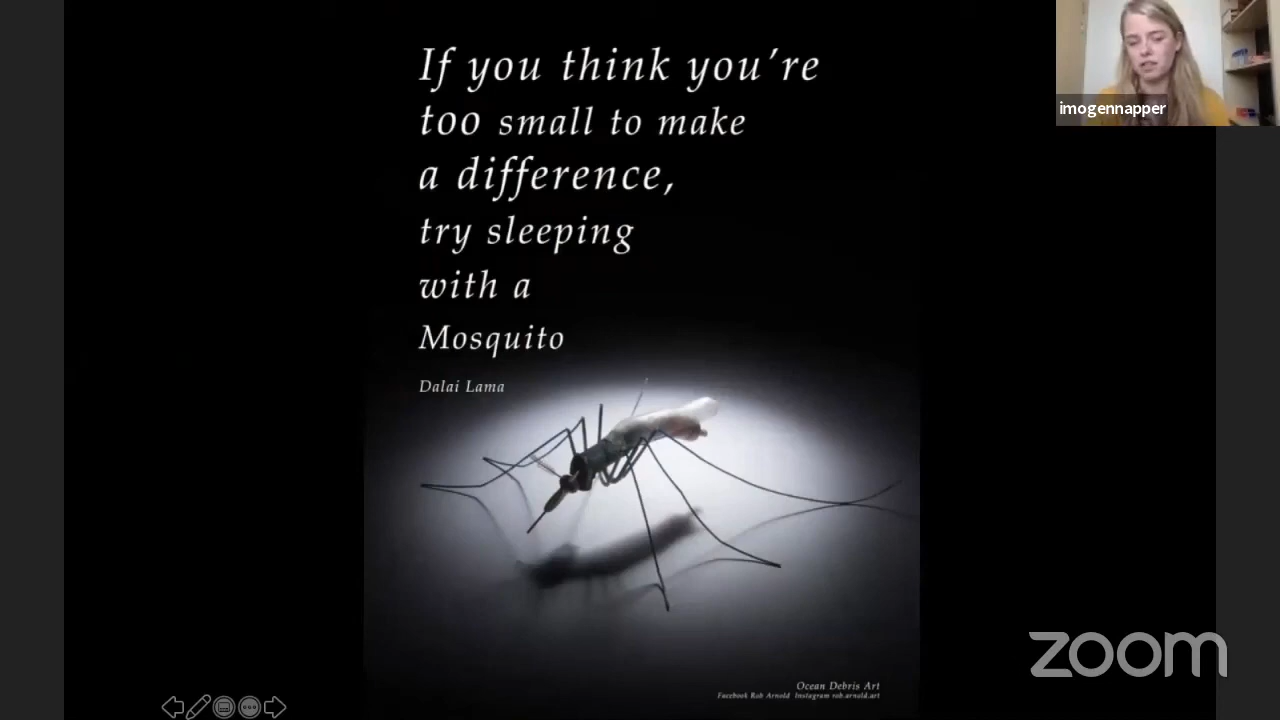 If you think you're
too small to make
a difference,
try sleeping
with a
Mosquito
Dalai Lama
imogennapper
zoom
Ocean Debris Art
Facebook Rob Arnold Instagram rob.arnold.art